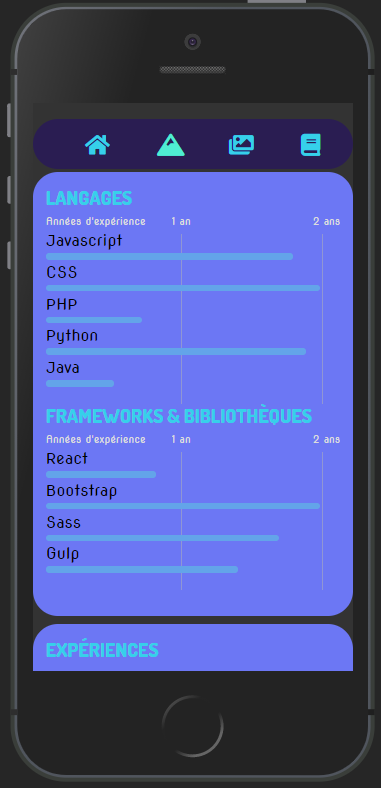 LANGAGES
Années d'expérience 1 an 2 ans
Javascript
CSS
PHP
Python
Java
FRAMEWORKS & BIBLIOTHÈQUES
Années d'expérience 1 an 2 ans
React
Bootstrap
Sass
Gulp
EXPÉRIENCES